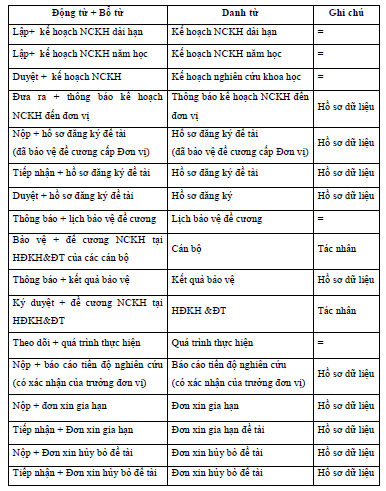 Động từ + Bổ từ Danh từ Ghi chú
Lập+ kế hoạch NCKH dài hạn Kế hoạch NCKH dài hạn =
Lập+ kế hoạch NCKH năm học Kế hoạch NCKH năm học =
Duyệt + kế hoạch NCKH Kế hoạch nghiên cứu khoa học =
Đưa ra + thông báo kế hoạch Thông báo kế hoạch NCKH đến Hồ sơ dữ liệu
NCKH đến đơn vị đơn vị
Nộp + hồ sơ đăng ký đề tài Hồ sơ đăng ký đề tài Hồ sơ dữ liệu
(đã bảo vệ đề cương cấp Đơn vị) (đã bảo vệ đề cương cấp Đơn vị)
Tiếp nhận + hồ sơ đăng ký đề tài Hồ sơ đăng ký đề tài Hồ sơ dữ liệu
Duyệt + hồ sơ đăng ký đề tài Hồ sơ đăng ký Hồ sơ dữ liệu
Thông báo + lịch bảo vệ đề cương Lịch bảo vệ đề cương =
Bảo vệ + đề cương NCKH tại Cán bộ Tác nhân
HĐKH&ĐT của các cán bộ
Thông báo + kết quả bảo vệ Kết quả bảo vệ Hồ sơ dữ liệu
Ký duyệt + đề cương NCKH tại HĐKH &ĐT Tác nhân
HĐKH&ĐT
Theo dõi + quá trình thực hiện Quá trình thực hiện =
Nộp + báo cáo tiến độ nghiên cứu Báo cáo tiến độ nghiên cứu Hồ sơ dữ liệu
(có xác nhận của trưởng đơn vị) (có xác nhận của trưởng đơn vị)
Nộp + đơn xin gia hạn Đơn xin gia hạn Hồ sơ dữ liệu
Tiếp nhận + Đơn xin gia hạn Đơn xin gia hạn đề tài Hồ sơ dữ liệu
Nộp + Đơn xin hủy bỏ đề tài Đơn xin hủy bỏ đề tài Hồ sơ dữ liệu
Tiếp nhận + Đơn xin hủy bỏ đề tài Đơn xin hủy bỏ đề tài Hồ sơ dữ liệu